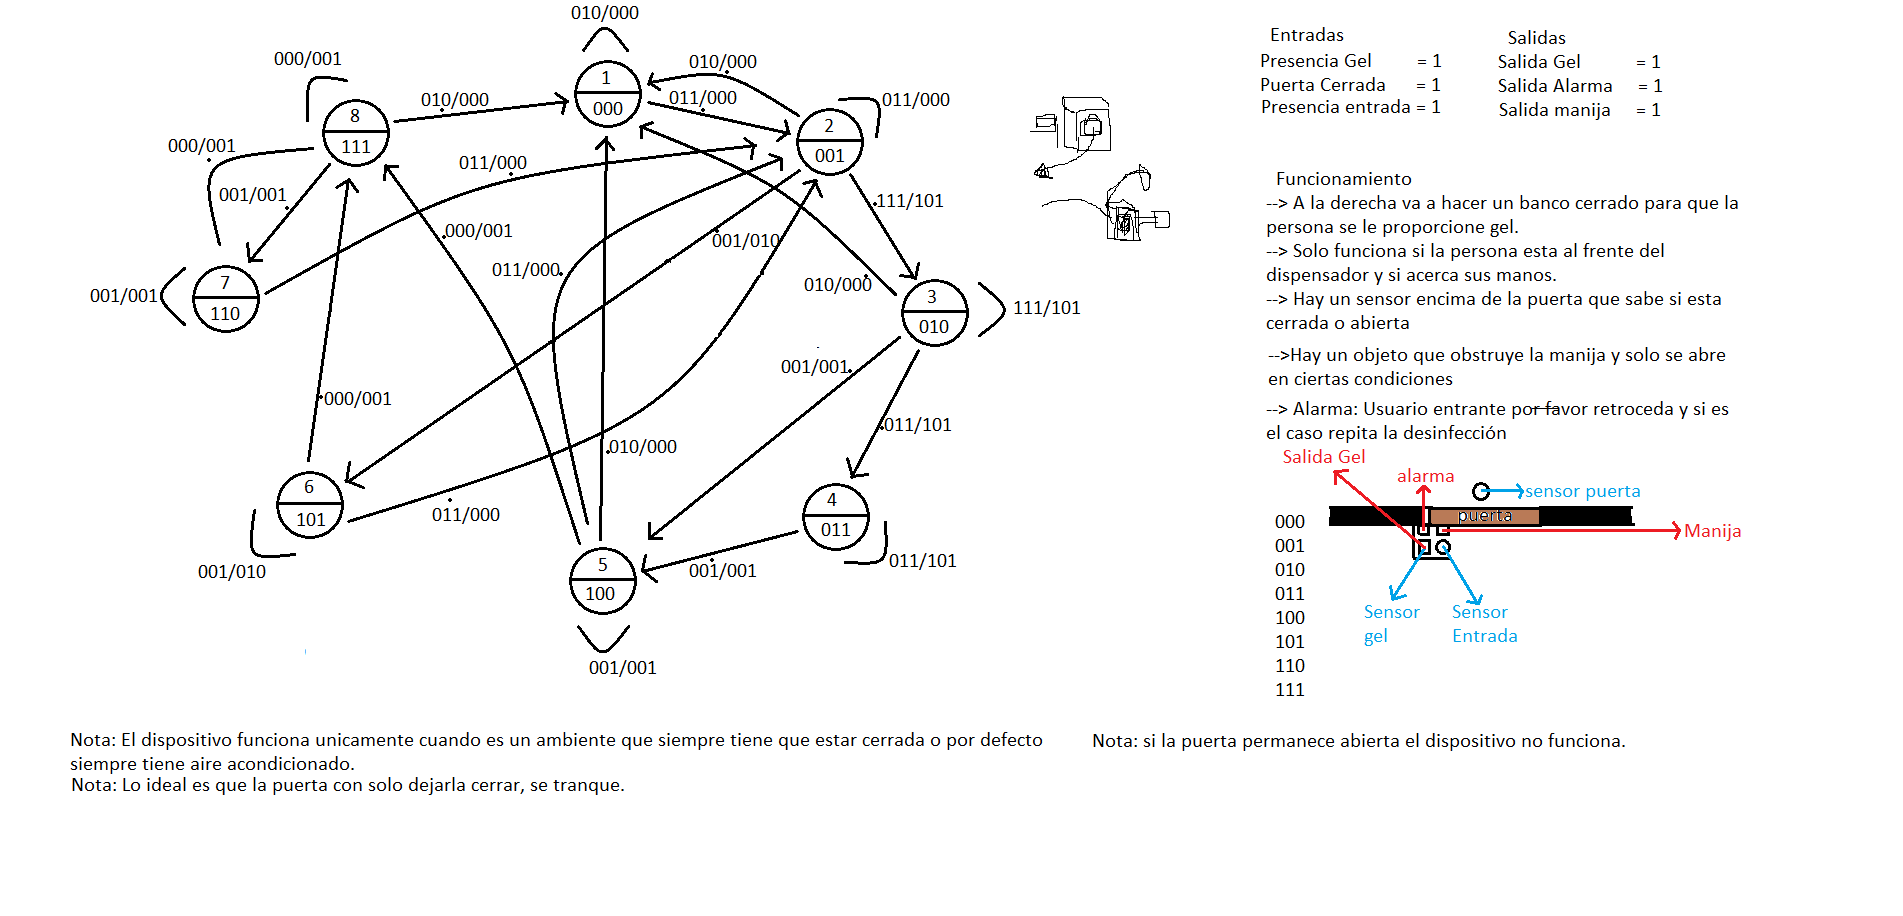 010/000
000/001
010/000
010/000
011/000
011/000
1
000
8
111
2
001
000/001
001/001
011/000
111/101
000/001
001/010
011/000
010/000
7
110
001/001
3
010
111/101
001/001
000/001
011/101
010/000
6
101
011/000
4
011
001/010
001/001
011/101
5
100
001/001
Entradas
Presencia Gel = 1
Puerta Cerrada = 1
Presencia entrada = 1
Salidas
Salida Gel = 1
Salida Alarma = 1
Salida manija = 1
Funcionamiento
--> A la derecha va a hacer un banco cerrado para que la
persona se le proporcione gel.
--> Solo funciona si la persona esta al frente del
dispensador y si acerca sus manos.
--> Hay un sensor encima de la puerta que sabe si esta
cerrada o abierta
-->Hay un objeto que obstruye la manija y solo se abre
en ciertas condiciones
--> Alarma: Usuario entrante por favor retroceda y si es
el caso repita la desinfección
Salida Gel
alarma
sensor puerta
puerta
Manija
Sensor
gel
Sensor
Entrada
000
001
010
011
100
101
110
111
Nota: El dispositivo funciona unicamente cuando es un ambiente que siempre tiene que estar cerrada o por defecto
siempre tiene aire acondicionado.
Nota: Lo ideal es que la puerta con solo dejarla cerrar, se tranque.
Nota: si la puerta permanece abierta el dispositivo no funciona.